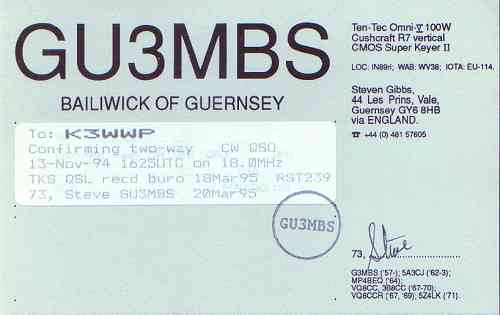 GU3MBS
BAILIWICK OF GUERNSEY
To: K3WWP
Confirming two-way CW QSO
13-Nov-94 1625UTC on 18.0MHz
TKS QSL recd buro 18Mar95 RST239
73, Steve GU3MBS 20Mar95
GU3MBS
Ten-Tec Omni-V 100W
Cushcraft R7 vertical
CMOS Super Keyer II
LOC: IN89rl; WAB: WV38; IOTA: EU-114.
Steven Gibbs,
44 Les Prins, Vale,
Guernsey GY6 8HB
via ENGLAND.
☎ +44 (0) 481 57605
73, Steve
G3MBS ('57-); 5A3CJ ('62-3);
MP4BEQ ('64);
VQ8CC, 3B8CC ('67-70);
VQ8CCR ('67, '69); 5Z4LK ('71).